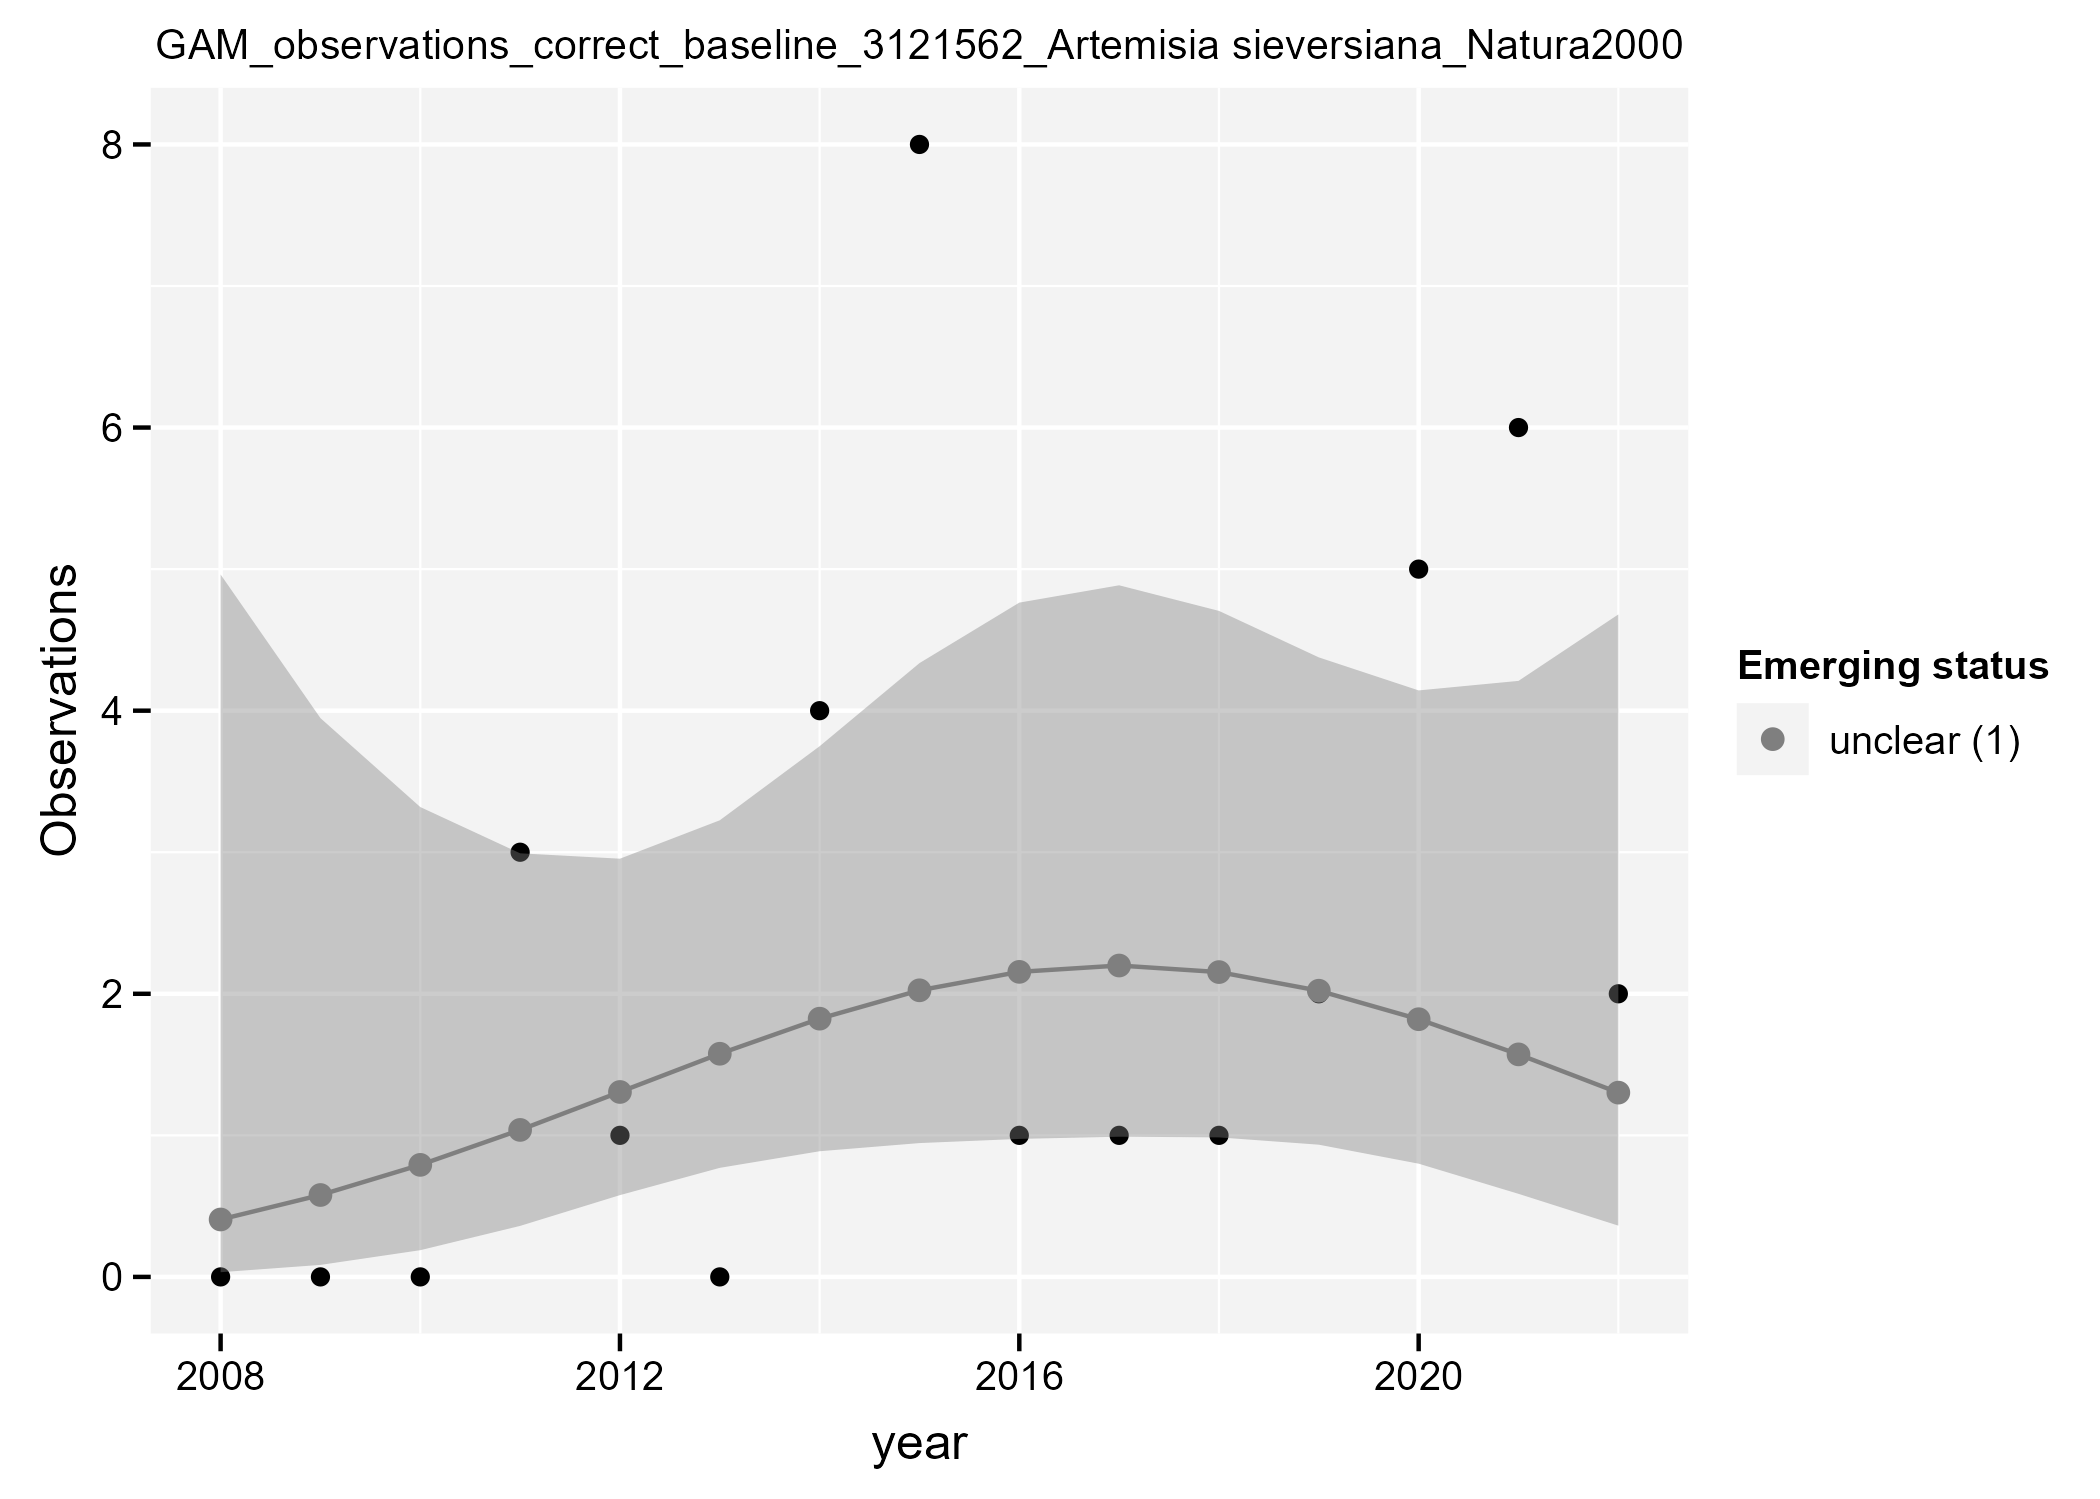 GAM_observations_correct_baseline_3121562_Artemisia sieversiana_Natura2000
8
6
4
2
0
Observations
2008
2012
2016
2020
year
Emerging status
unclear (1)